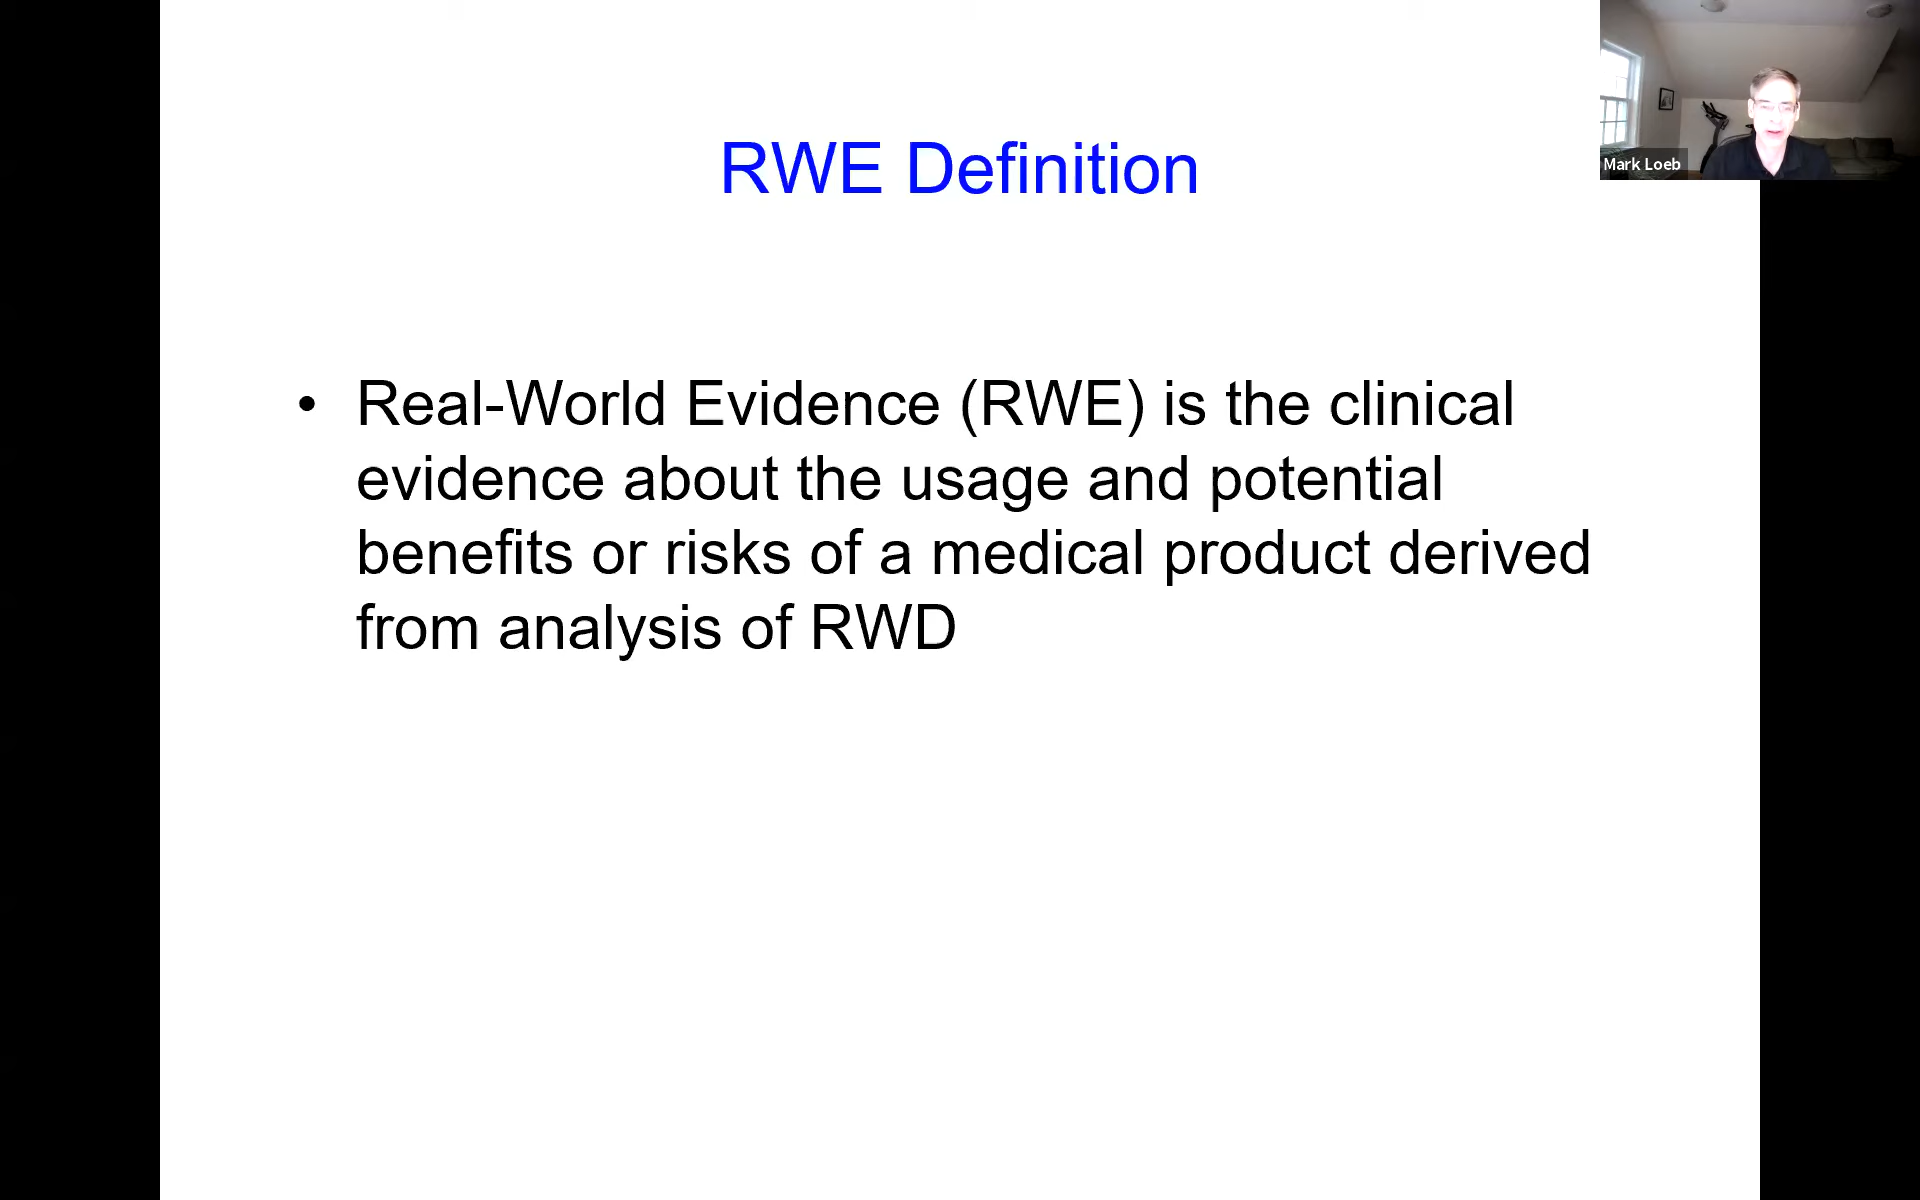 RWE Definition
Mark Loeb
• Real-World Evidence (RWE) is the clinical
evidence about the usage and potential
benefits or risks of a medical product derived
from analysis of RWD